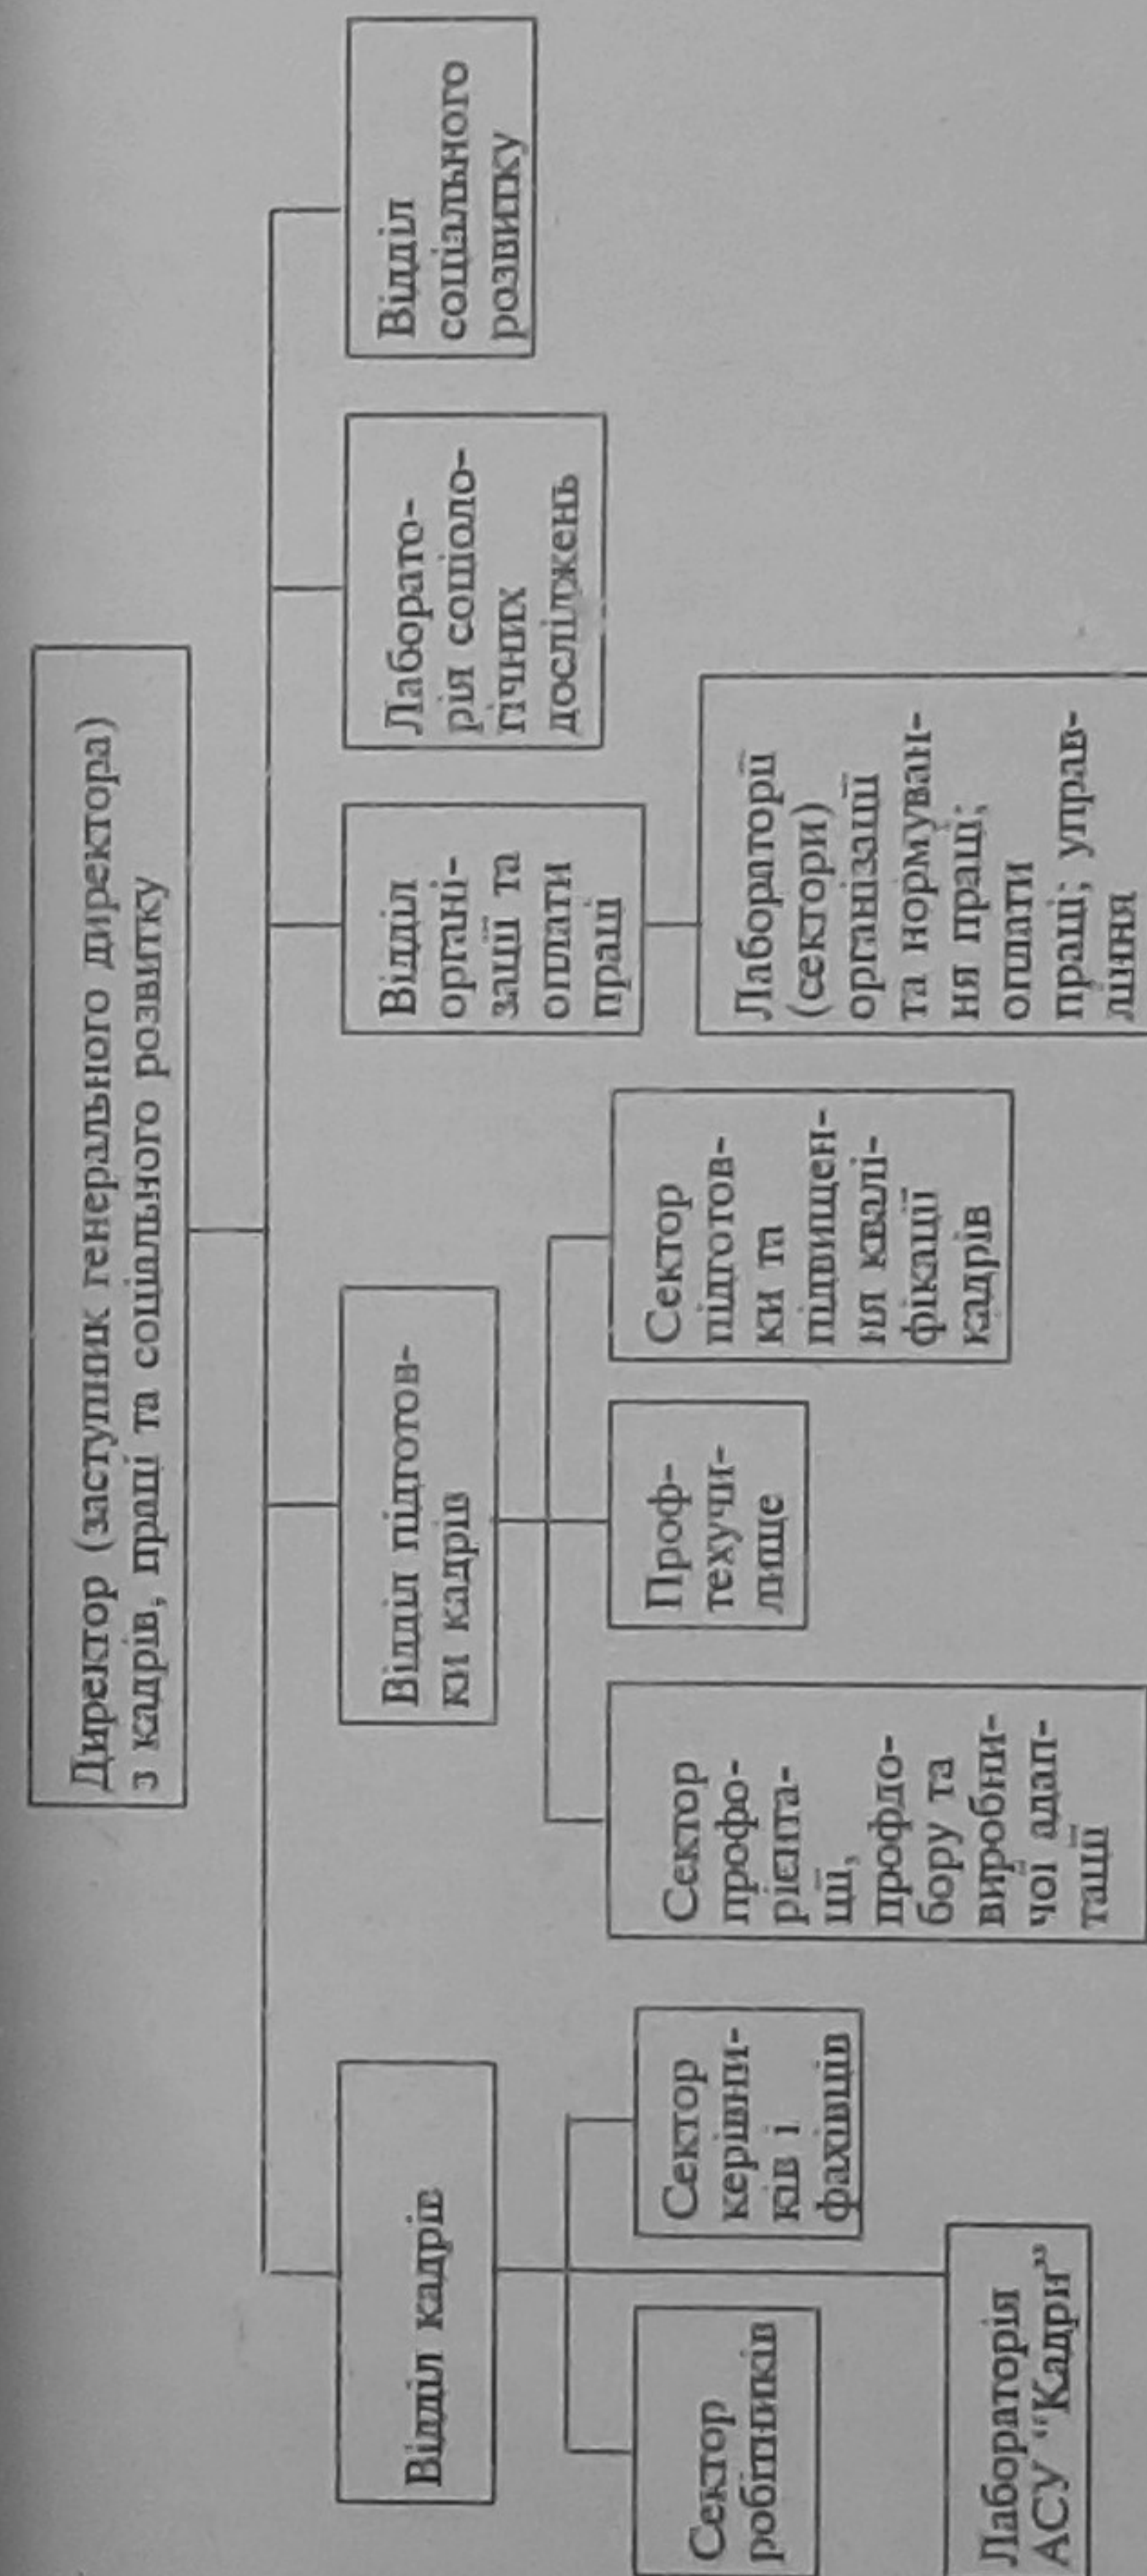 Директор (заступник генерального директора)
з кадрів, праці та соціального розвитку
Відділ кадрів
Відділ підготов-
ки кадрів
Відділ
органі-
зації та
оплати
праці
Лаборато-
рія соціоло-
гічних
досліджень
Відділ
соціального
розвитку
Сектор
робітників
Сектор
керівни-
ків і
фахівців
Лабораторія
АСУ “Кадри”
Сектор
профо-
рієнта-
ції,
профдо-
бору та
виробни-
чої адап-
тації
Проф-
техучи-
лище
Сектор
підготов-
ки та
підвищен-
ня квалі-
фікації
кадрів
Лабораторії
(сектори)
організації
та нормуван-
ня праці;
оплати
праці; управ-
ління